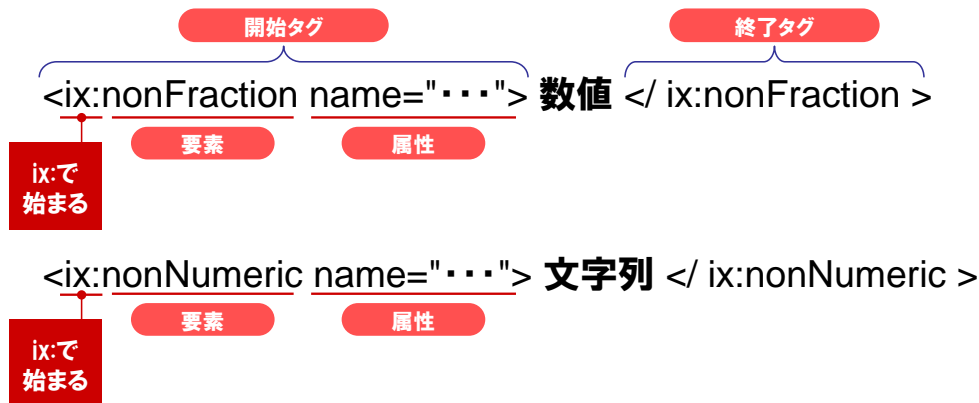 開始タグ
終了タグ
<ix:nonFraction name="･･･"> 数値 </ ix:nonFraction >
要素
属性
ix:で
始まる
<ix:nonNumeric name="･･･"> 文字列 </ ix:nonNumeric >
要素
属性
ix:で
始まる